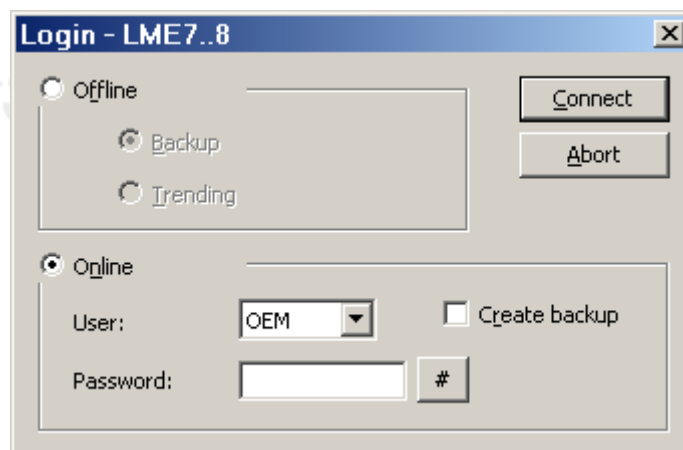 Login - LME7..8
Offline
Connect
Backup
Abort
Trending
Online
User:
OEM
Create backup
Password:
#